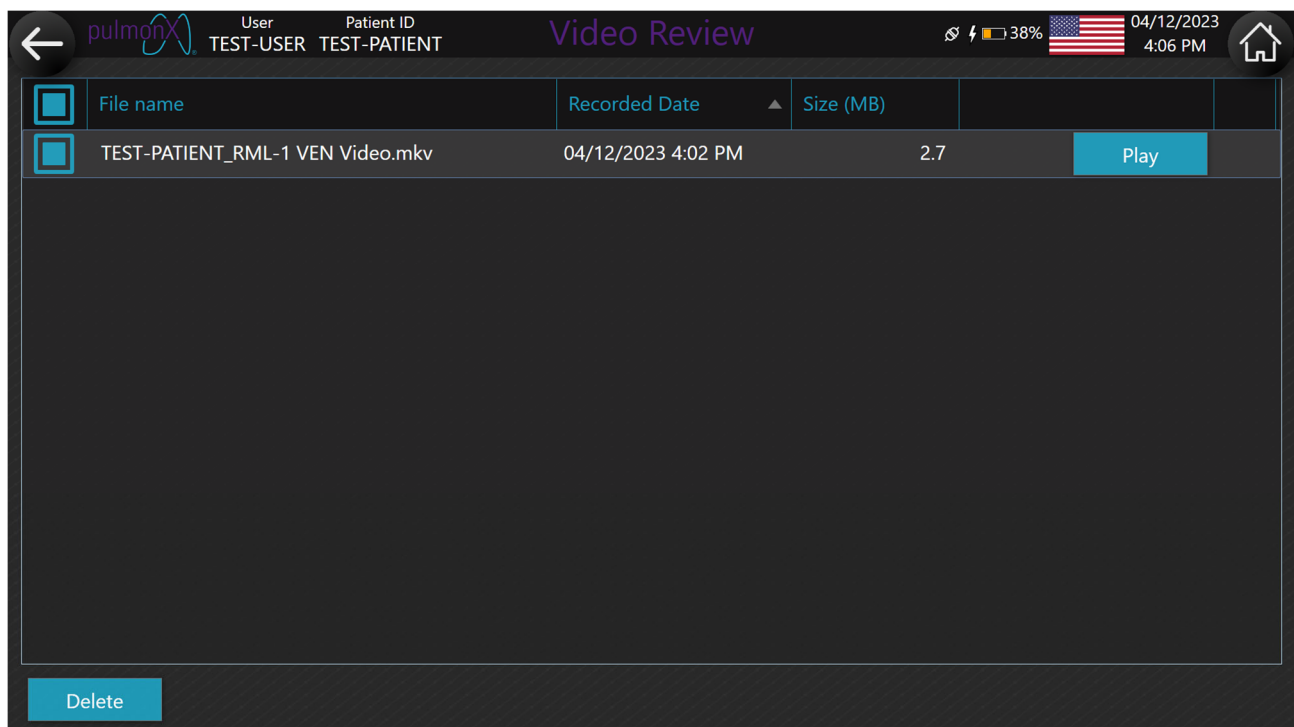 pulmonX
User
TEST-USER
Patient ID
TEST-PATIENT
Video Review
38%
04/12/2023
4:06 PM
File name
Recorded Date
Size (MB)
TEST-PATIENT_RML-1 VEN Video.mkv
04/12/2023 4:02 PM
2.7
Play
Delete